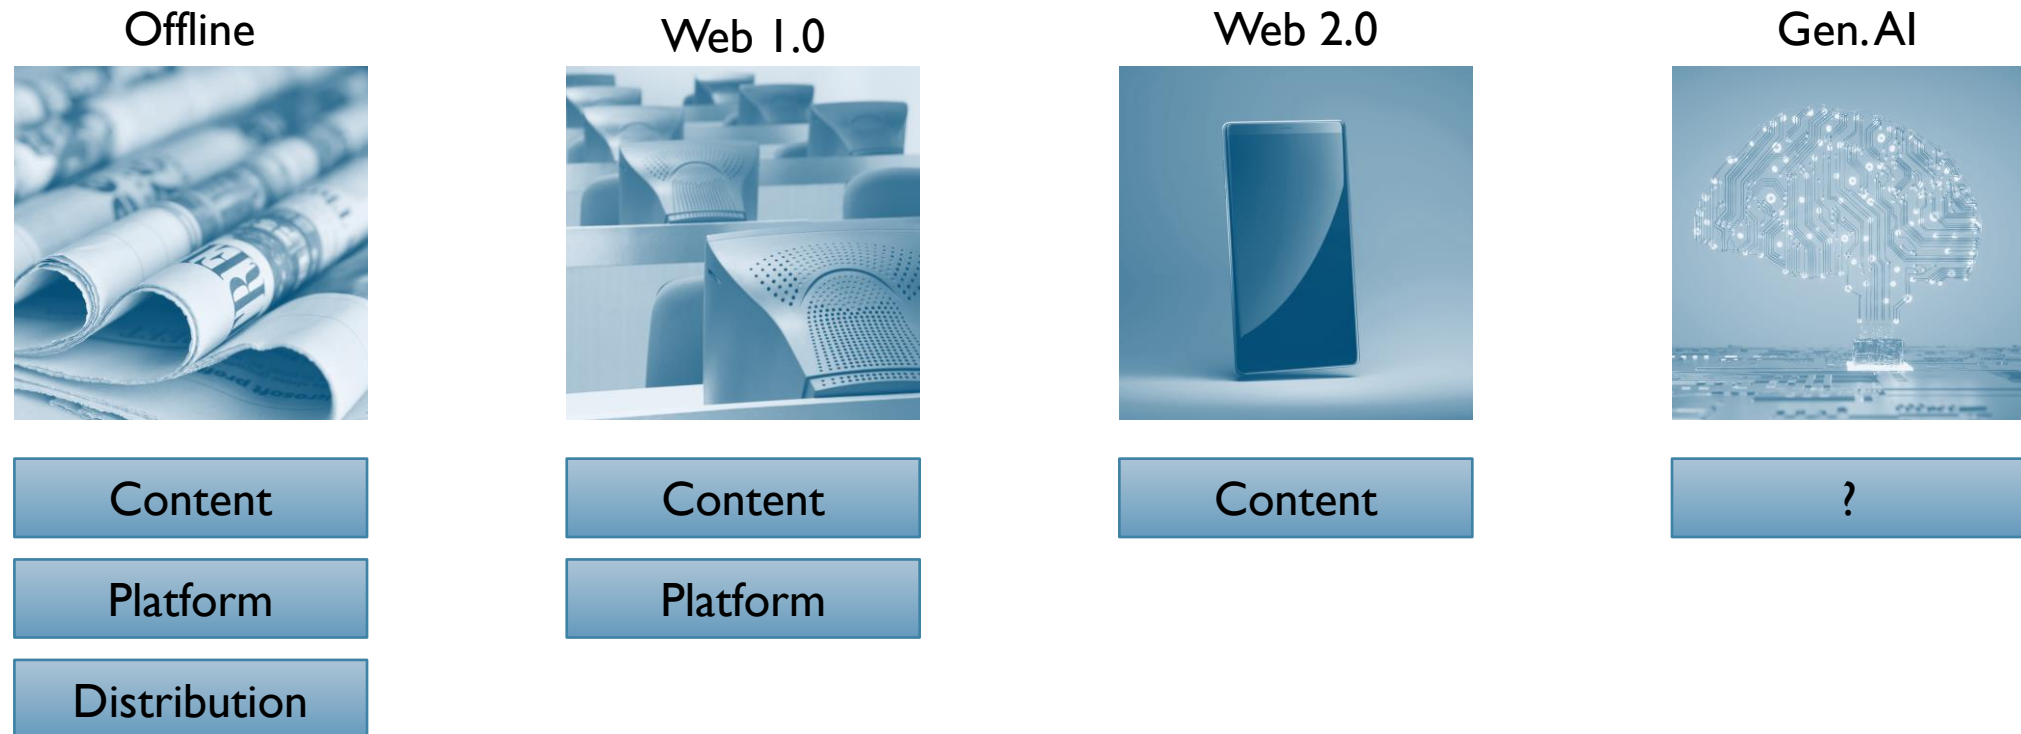 Offline
Web 1.0
Web 2.0
Gen. AI
Content
Content
Content
?
Platform
Platform
Distribution